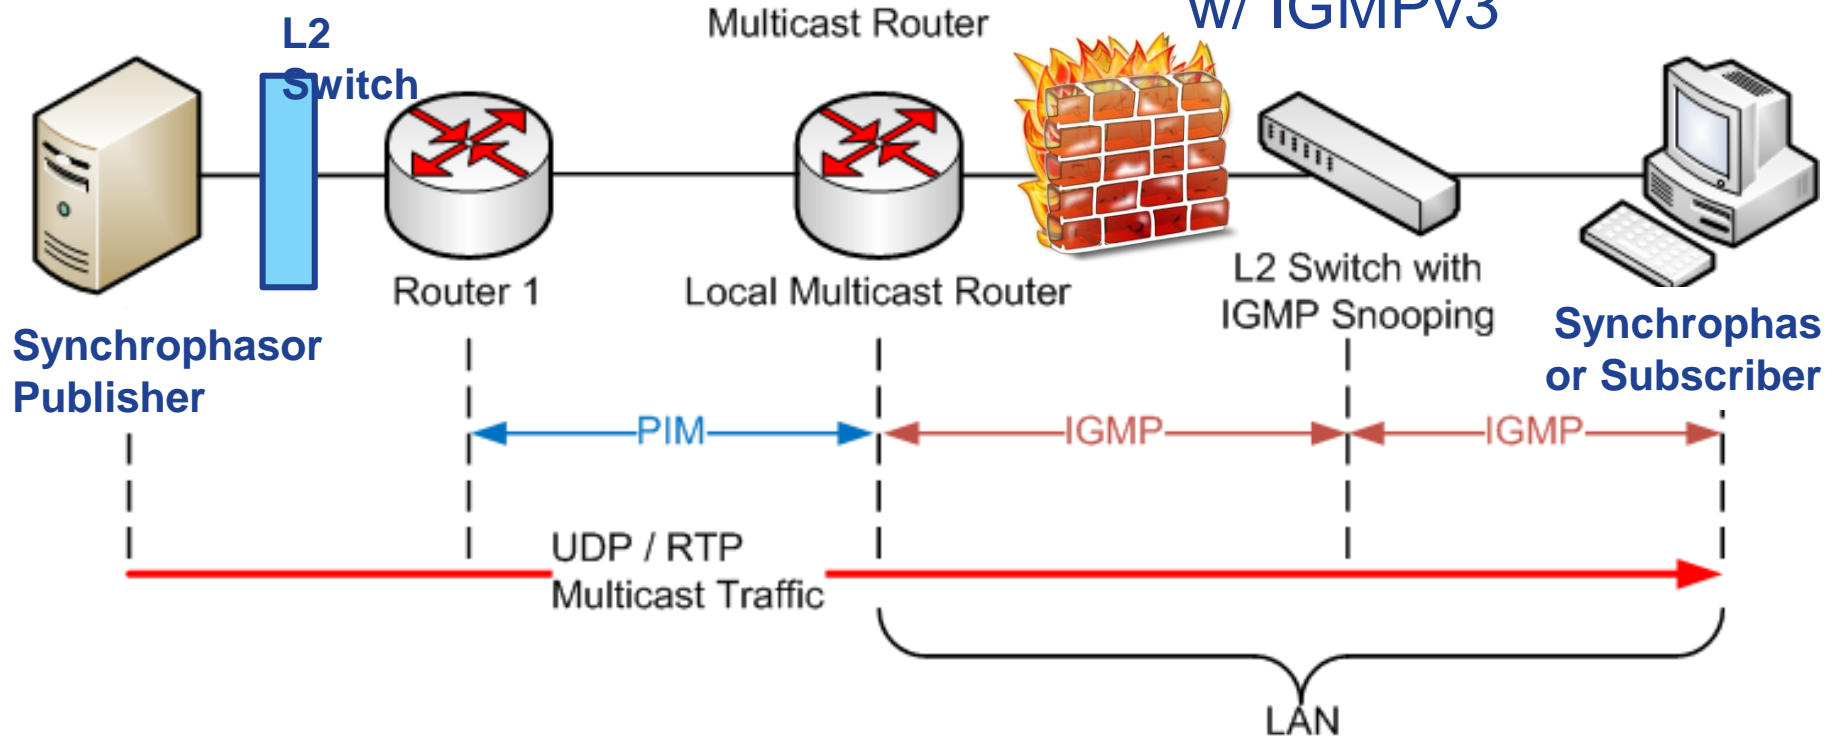 w/ IGMPv3
Multicast Router
L2
Switch
Router 1
Local Multicast Router
L2 Switch with
IGMP Snooping
Synchrophasor
Publisher
Synchrophas
or Subscriber
PIM
IGMP
IGMP
UDP / RTP
Multicast Traffic
LAN